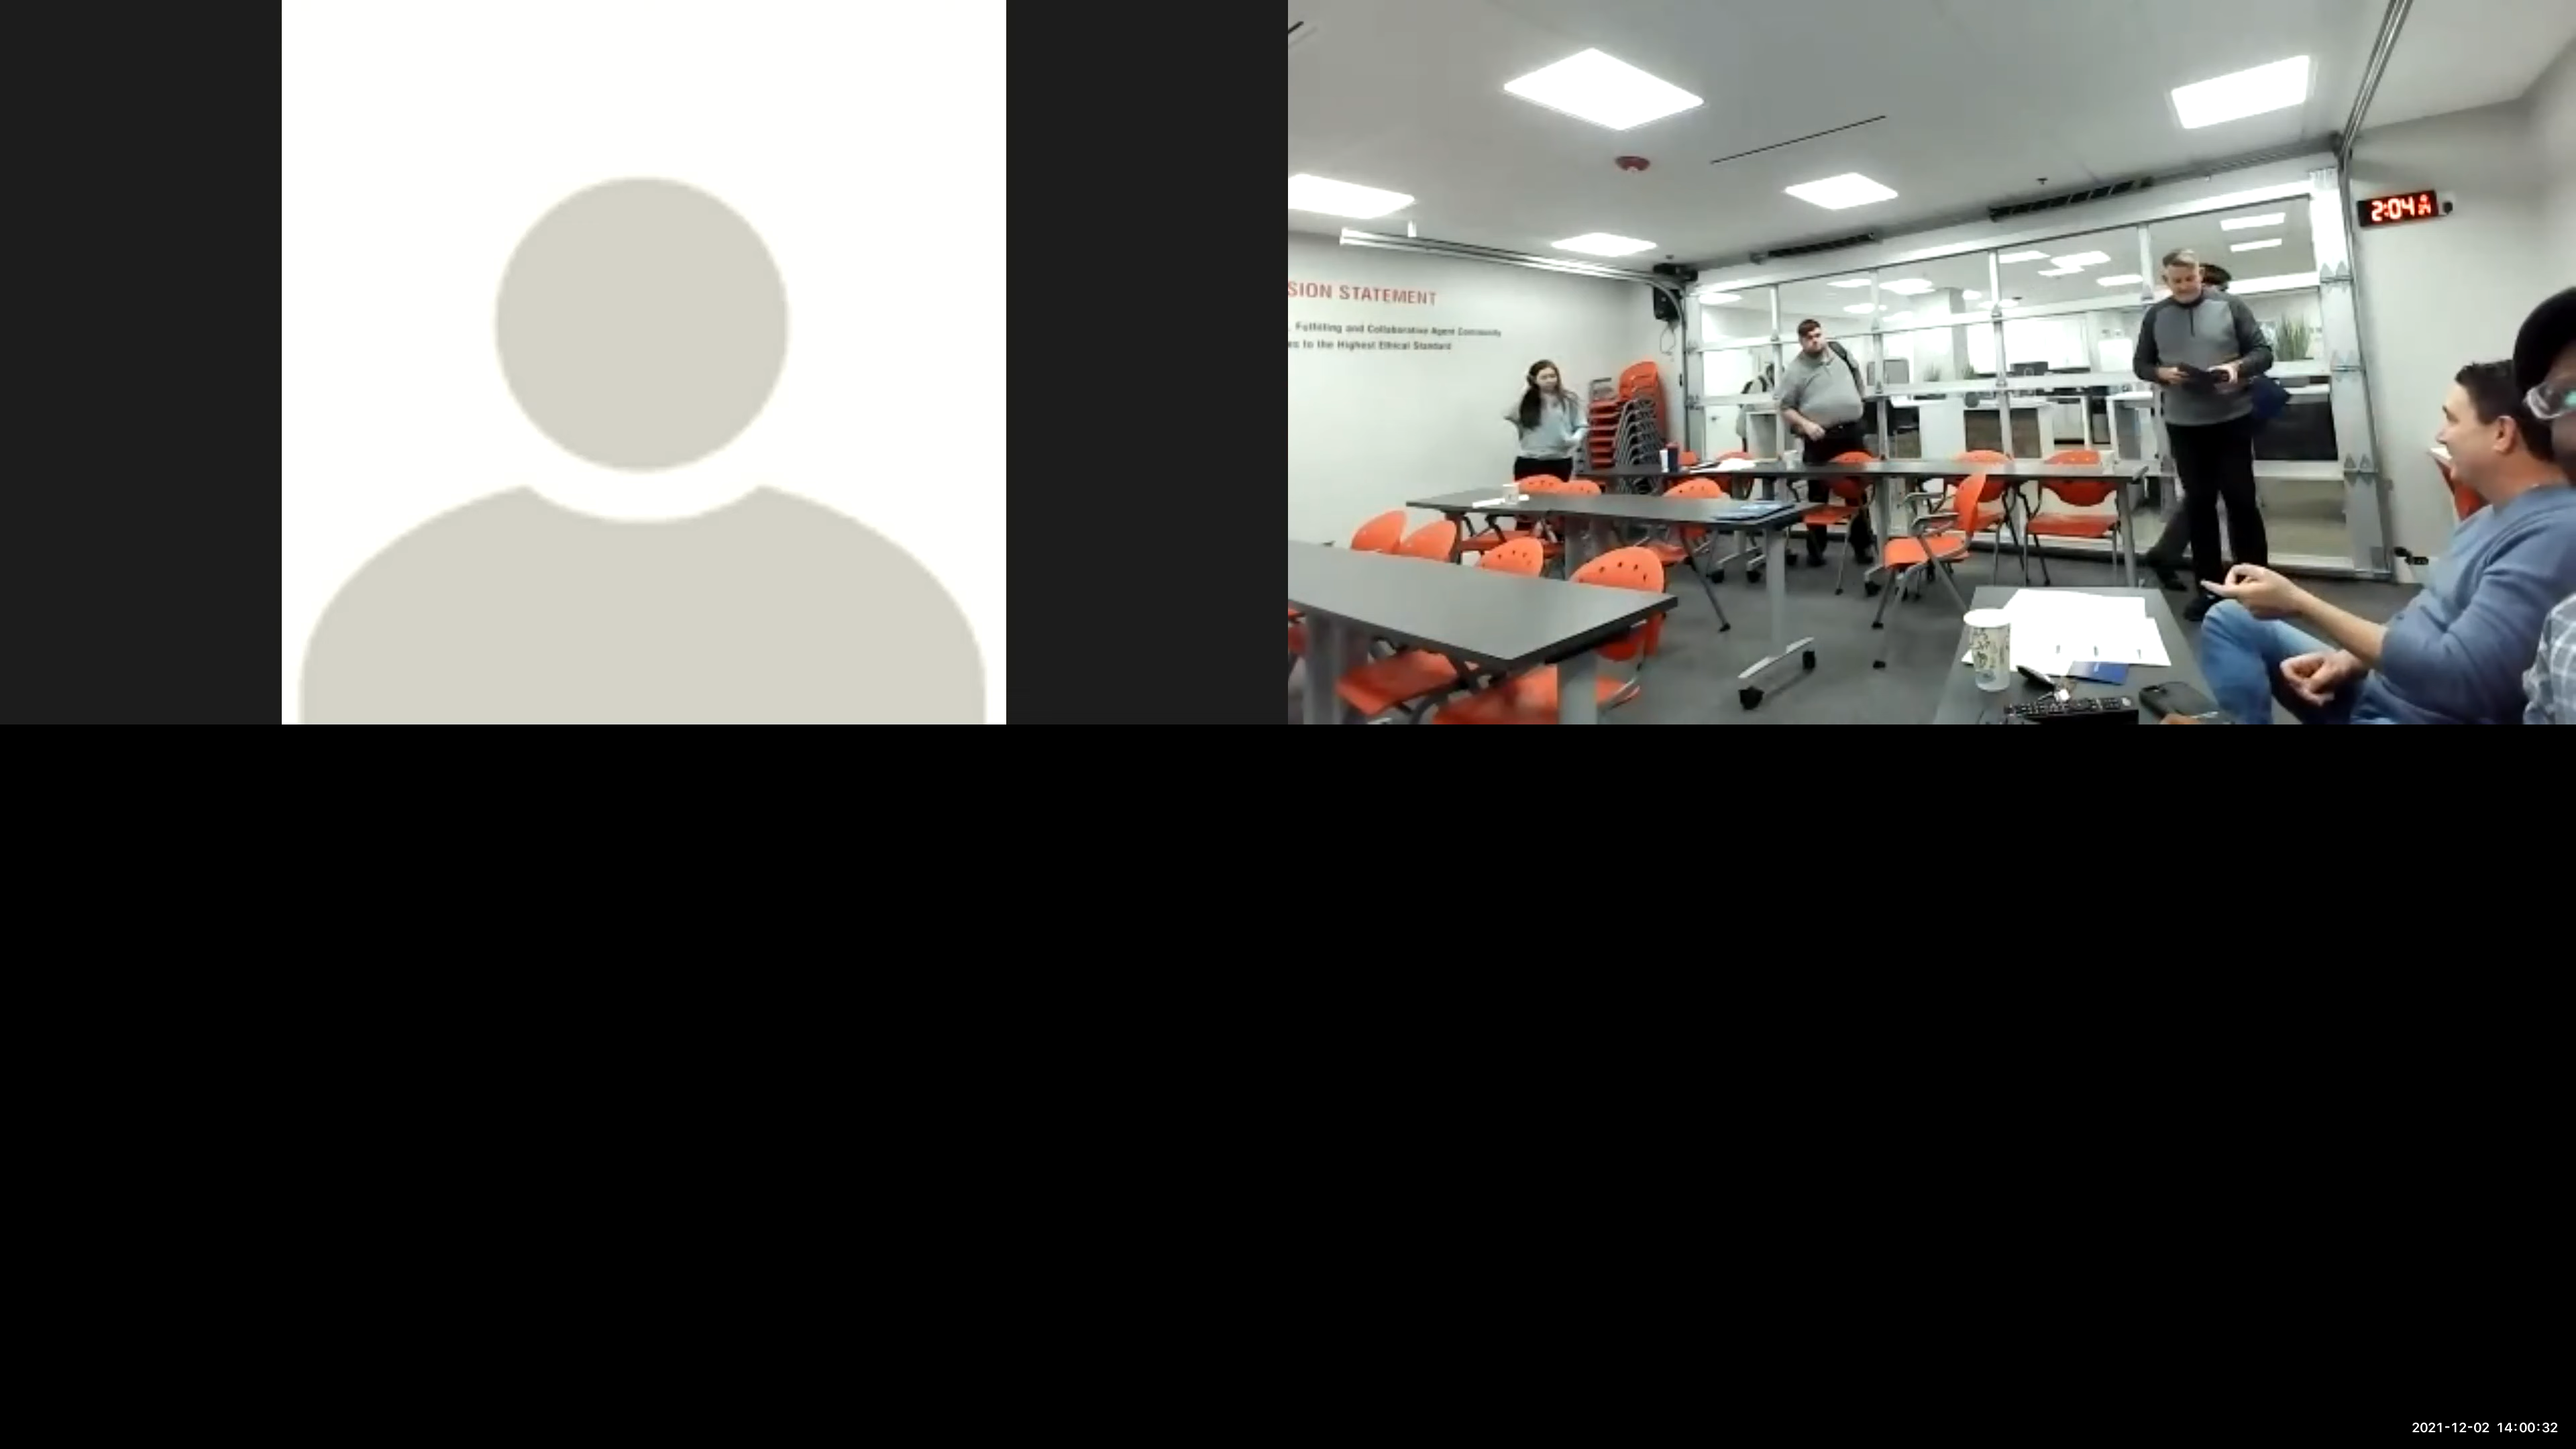 SION STATEMENT
, Fulfilling and Collaborative Agent Community
es to the Highest Ethical Standard
2:04
2021-12-02 14:00:32